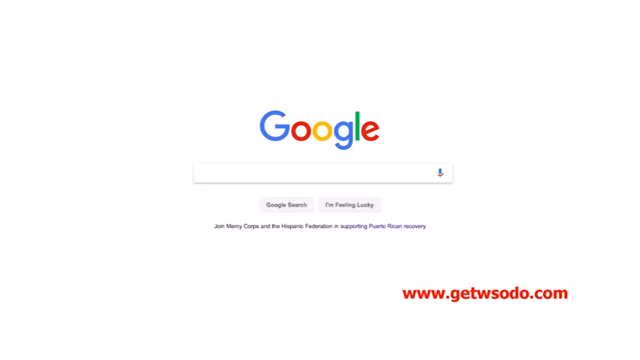 Google
Google Search I'm Feeling Lucky
Join Mercy Corps and the Hispanic Federation in supporting Puerto Rican recovery
www.getwsodo.com